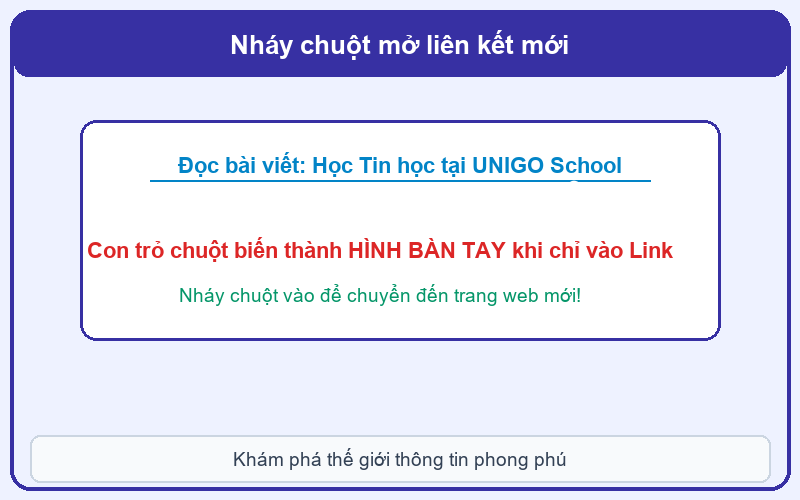 Nháy chuột mở liên kết mới
Đọc bài viết: Học Tin học tại UNIGO School
Con trỏ chuột biến thành HÌNH BÀN TAY khi chỉ vào Link
Nháy chuột vào để chuyển đến trang web mới!
Khám phá thế giới thông tin phong phú